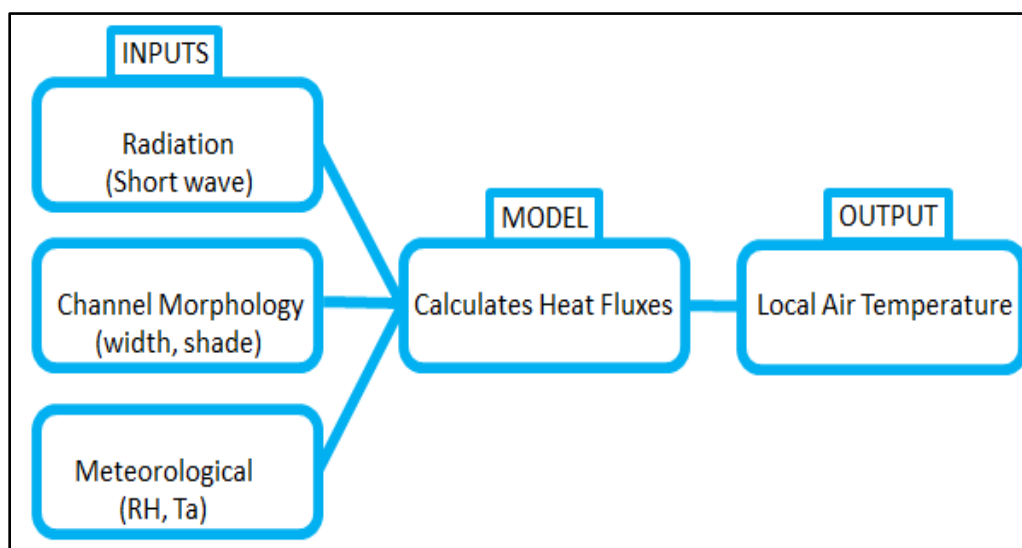 INPUTS
Radiation
(Short wave)
Channel Morphology
(width, shade)
Meteorological
(RH, Ta)
MODEL
Calculates Heat Fluxes
OUTPUT
Local Air Temperature